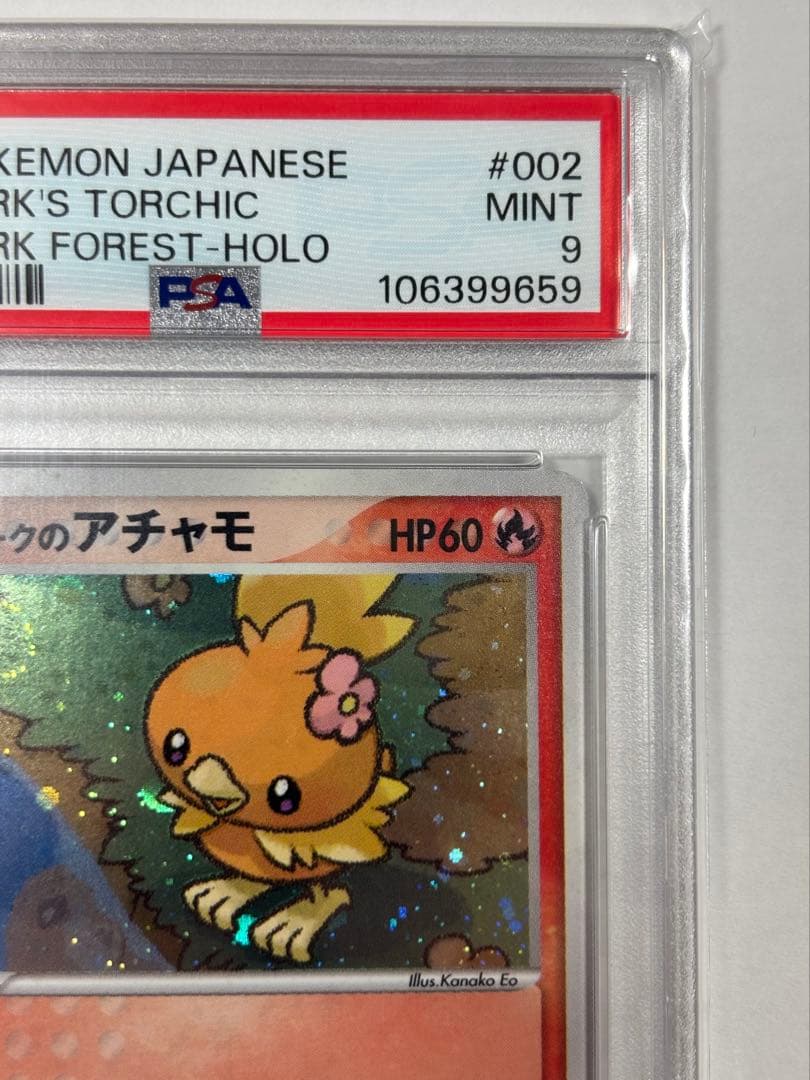 KEMON JAPANESE #002
RK'S TORCHIC MINT
RK FOREST-HOLO 9
PSA 106399659
クのアチャモ HP60
Illus.Kanako Eo